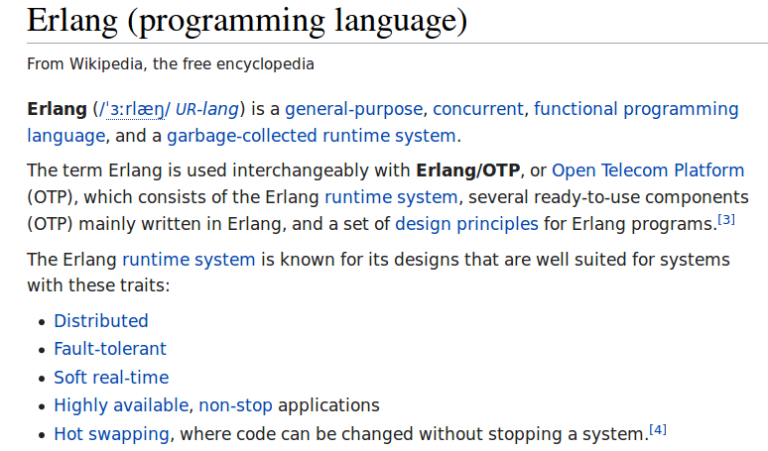 Erlang (programming language)
From Wikipedia, the free encyclopedia
Erlang (/ˈɜːrlæŋ/ UR-lang) is a general-purpose, concurrent, functional programming
language, and a garbage-collected runtime system.
The term Erlang is used interchangeably with Erlang/OTP, or Open Telecom Platform
(OTP), which consists of the Erlang runtime system, several ready-to-use components
(OTP) mainly written in Erlang, and a set of design principles for Erlang programs.[3]
The Erlang runtime system is known for its designs that are well suited for systems
with these traits:
• Distributed
• Fault-tolerant
• Soft real-time
• Highly available, non-stop applications
• Hot swapping, where code can be changed without stopping a system.[4]